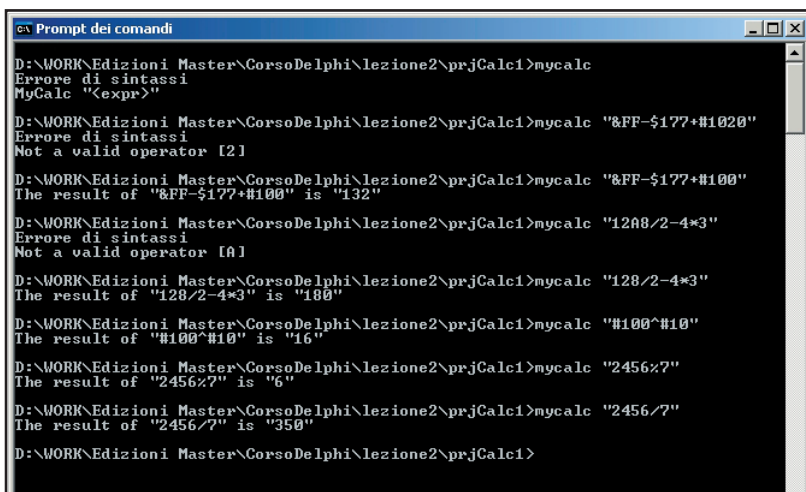 Prompt dei comandi
D:\WORK\Edizioni Master\CorsoDelphi\lezione2\prjCalc1>mycalc
Errore di sintassi
MyCalc "<expr>"
D:\WORK\Edizioni Master\CorsoDelphi\lezione2\prjCalc1>mycalc "&FF-$177+#1020"
Errore di sintassi
Not a valid operator [2]
D:\WORK\Edizioni Master\CorsoDelphi\lezione2\prjCalc1>mycalc "&FF-$177+#100"
The result of "&FF-$177+#100" is "132"
D:\WORK\Edizioni Master\CorsoDelphi\lezione2\prjCalc1>mycalc "12A8/2-4*3"
Errore di sintassi
Not a valid operator [A]
D:\WORK\Edizioni Master\CorsoDelphi\lezione2\prjCalc1>mycalc "128/2-4*3"
The result of "128/2-4*3" is "180"
D:\WORK\Edizioni Master\CorsoDelphi\lezione2\prjCalc1>mycalc "#100^#10"
The result of "#100^#10" is "16"
D:\WORK\Edizioni Master\CorsoDelphi\lezione2\prjCalc1>mycalc "2456%7"
The result of "2456%7" is "6"
D:\WORK\Edizioni Master\CorsoDelphi\lezione2\prjCalc1>mycalc "2456/7"
The result of "2456/7" is "350"
D:\WORK\Edizioni Master\CorsoDelphi\lezione2\prjCalc1>